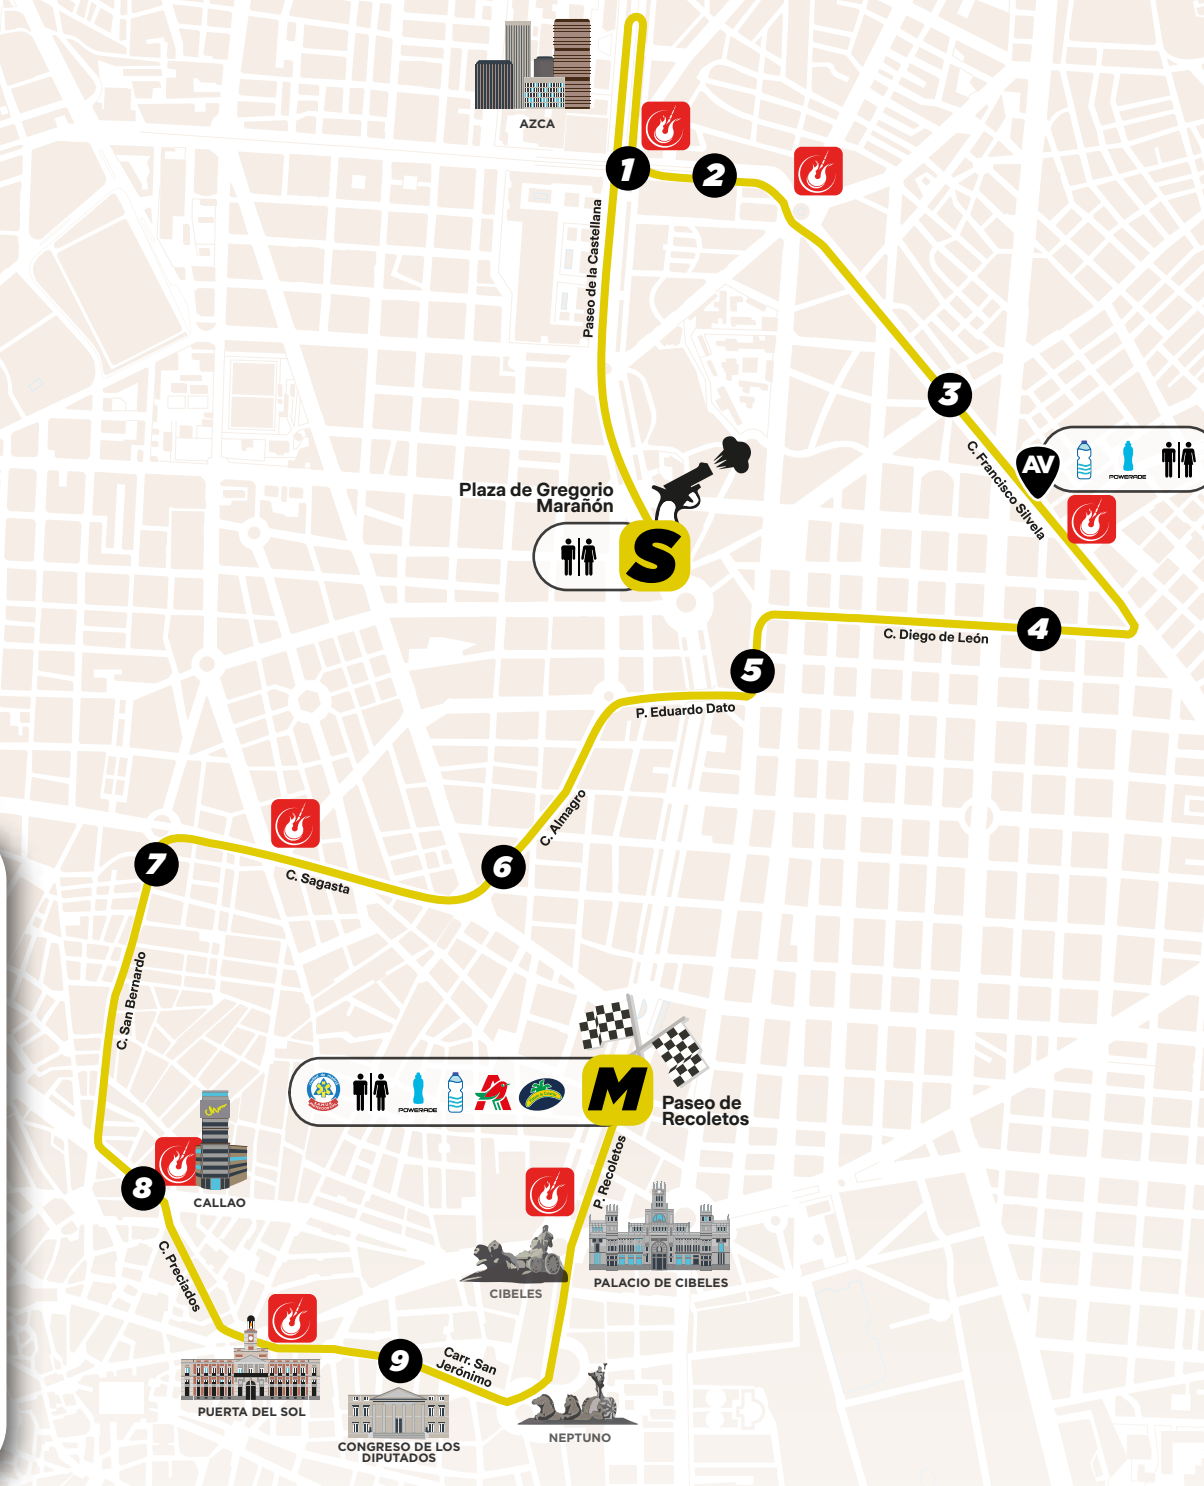 AZCA
1
2
Paseo de la Castellana
3
C. Francisco Silvela
AV
POWERADE
Plaza de Gregorio
Marañón
S
C. Diego de León
4
5
P. Eduardo Dato
C. Almagro
6
7
C. Sagasta
C. San Bernardo
POWERADE
M
Paseo de
Recoletos
P. Recoletos
8
CALLAO
C. Preciados
CIBELES
PALACIO DE CIBELES
9
Carr. San
Jerónimo
PUERTA DEL SOL
CONGRESO DE LOS
DIPUTADOS
NEPTUNO